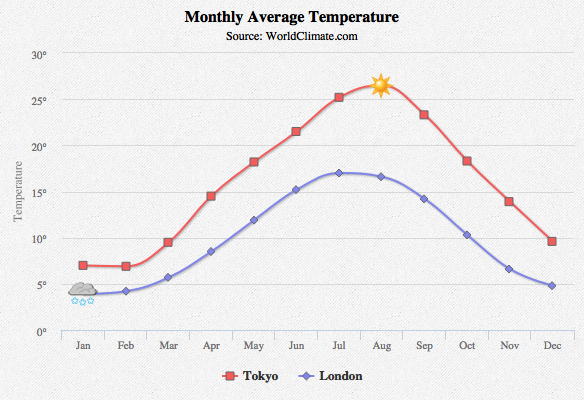 Monthly Average Temperature
Source: WorldClimate.com
Temperature
30°
25°
20°
15°
10°
5°
0°
Jan Feb Mar Apr May Jun Jul Aug Sep Oct Nov Dec
Tokyo London